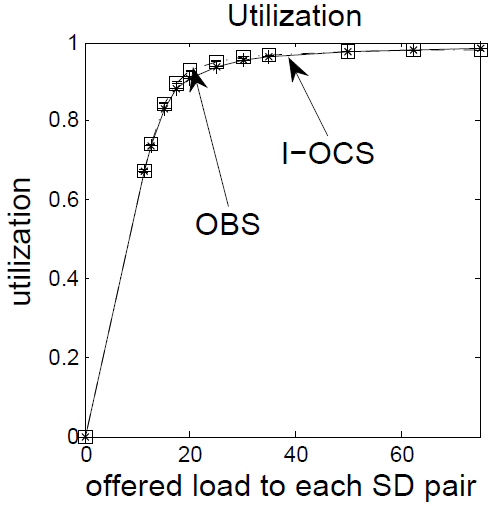 Utilization
1
0.8
0.6
0.4
0.2
0
utilization
I−OCS
OBS
0 20 40 60
offered load to each SD pair